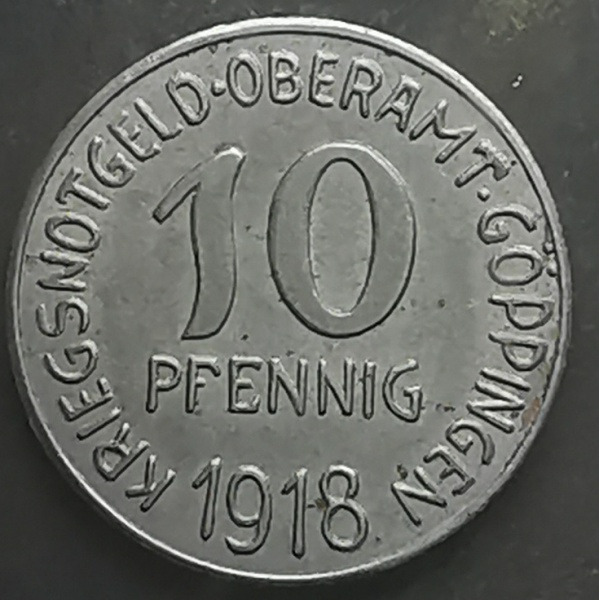 KRIEGSNOTGELD·OBERAMT·GÖPPINGEN
10
PFENNIG
1918